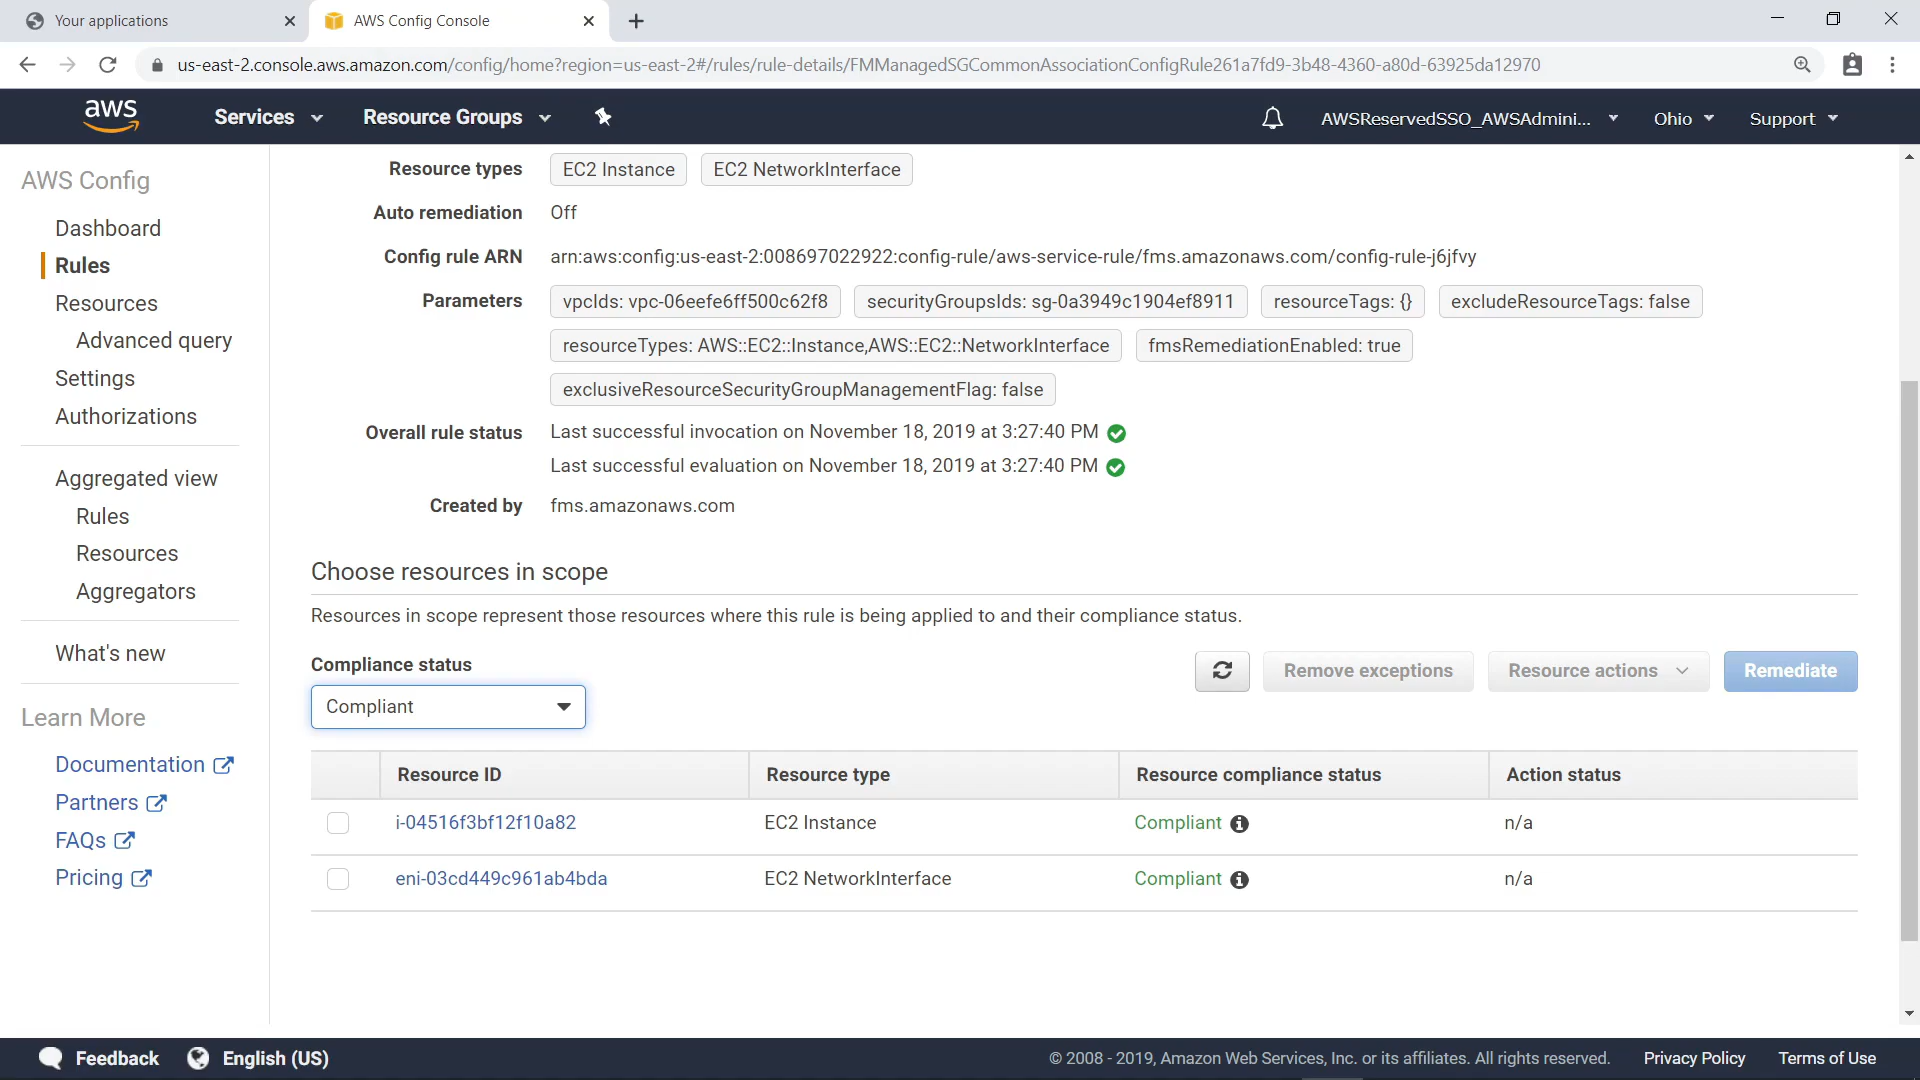 Your applications
AWS Config Console
us-east-2.console.aws.amazon.com/config/home?region=us-east-2#/rules/rule-details/FMManagedSGCommonAssociationConfigRule261a7fd9-3b48-4360-a80d-63925da12970
aws
Services
Resource Groups
AWSReservedSSO_AWSAdmini...
Ohio
Support
AWS Config
Dashboard
Rules
Resources
Advanced query
Settings
Authorizations
Aggregated view
Rules
Resources
Aggregators
What's new
Learn More
Documentation
Partners
FAQs
Pricing
Resource types EC2 Instance EC2 NetworkInterface
Auto remediation Off
Config rule ARN arn:aws:config:us-east-2:008697022922:config-rule/aws-service-rule/fms.amazonaws.com/config-rule-j6jfvy
Parameters vpcIds: vpc-06eefe6ff500c62f8 securityGroupsIds: sg-0a3949c1904ef8911 resourceTags: {} excludeResourceTags: false
resourceTypes: AWS::EC2::Instance,AWS::EC2::NetworkInterface fmsRemediationEnabled: true
exclusiveResourceSecurityGroupManagementFlag: false
Overall rule status Last successful invocation on November 18, 2019 at 3:27:40 PM
Last successful evaluation on November 18, 2019 at 3:27:40 PM
Created by fms.amazonaws.com
Choose resources in scope
Resources in scope represent those resources where this rule is being applied to and their compliance status.
Compliance status
Compliant
Remove exceptions
Resource actions
Remediate
Resource ID Resource type Resource compliance status Action status
i-04516f3bf12f10a82 EC2 Instance Compliant n/a
eni-03cd449c961ab4bda EC2 NetworkInterface Compliant n/a
Feedback
English (US)
© 2008 - 2019, Amazon Web Services, Inc. or its affiliates. All rights reserved.
Privacy Policy
Terms of Use